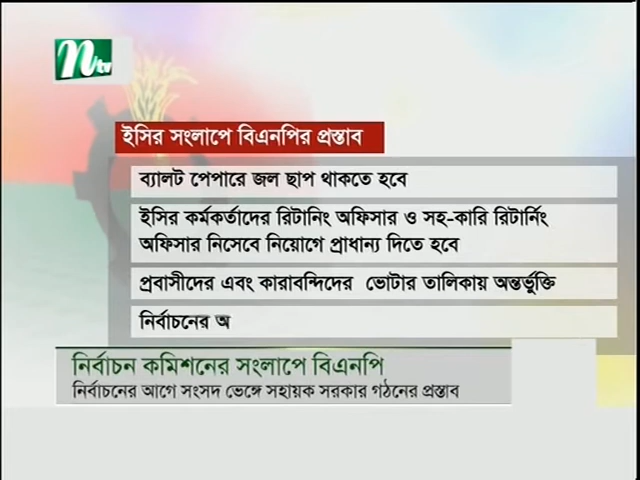 ntv
ইসির সংলাপে বিএনপির প্রস্তাব
ব্যালট পেপারে জল ছাপ থাকতে হবে
ইসির কর্মকর্তাদের রিটানিং অফিসার ও সহ-কারি রিটার্নিং
অফিসার নিসেবে নিয়োগে প্রাধান্য দিতে হবে
প্রবাসীদের এবং কারাবন্দিদের ভোটার তালিকায় অন্তর্ভুক্তি
নির্বাচনের অ
নির্বাচন কমিশনের সংলাপে বিএনপি
নির্বাচনের আগে সংসদ ভেঙ্গে সহায়ক সরকার গঠনের প্রস্তাব